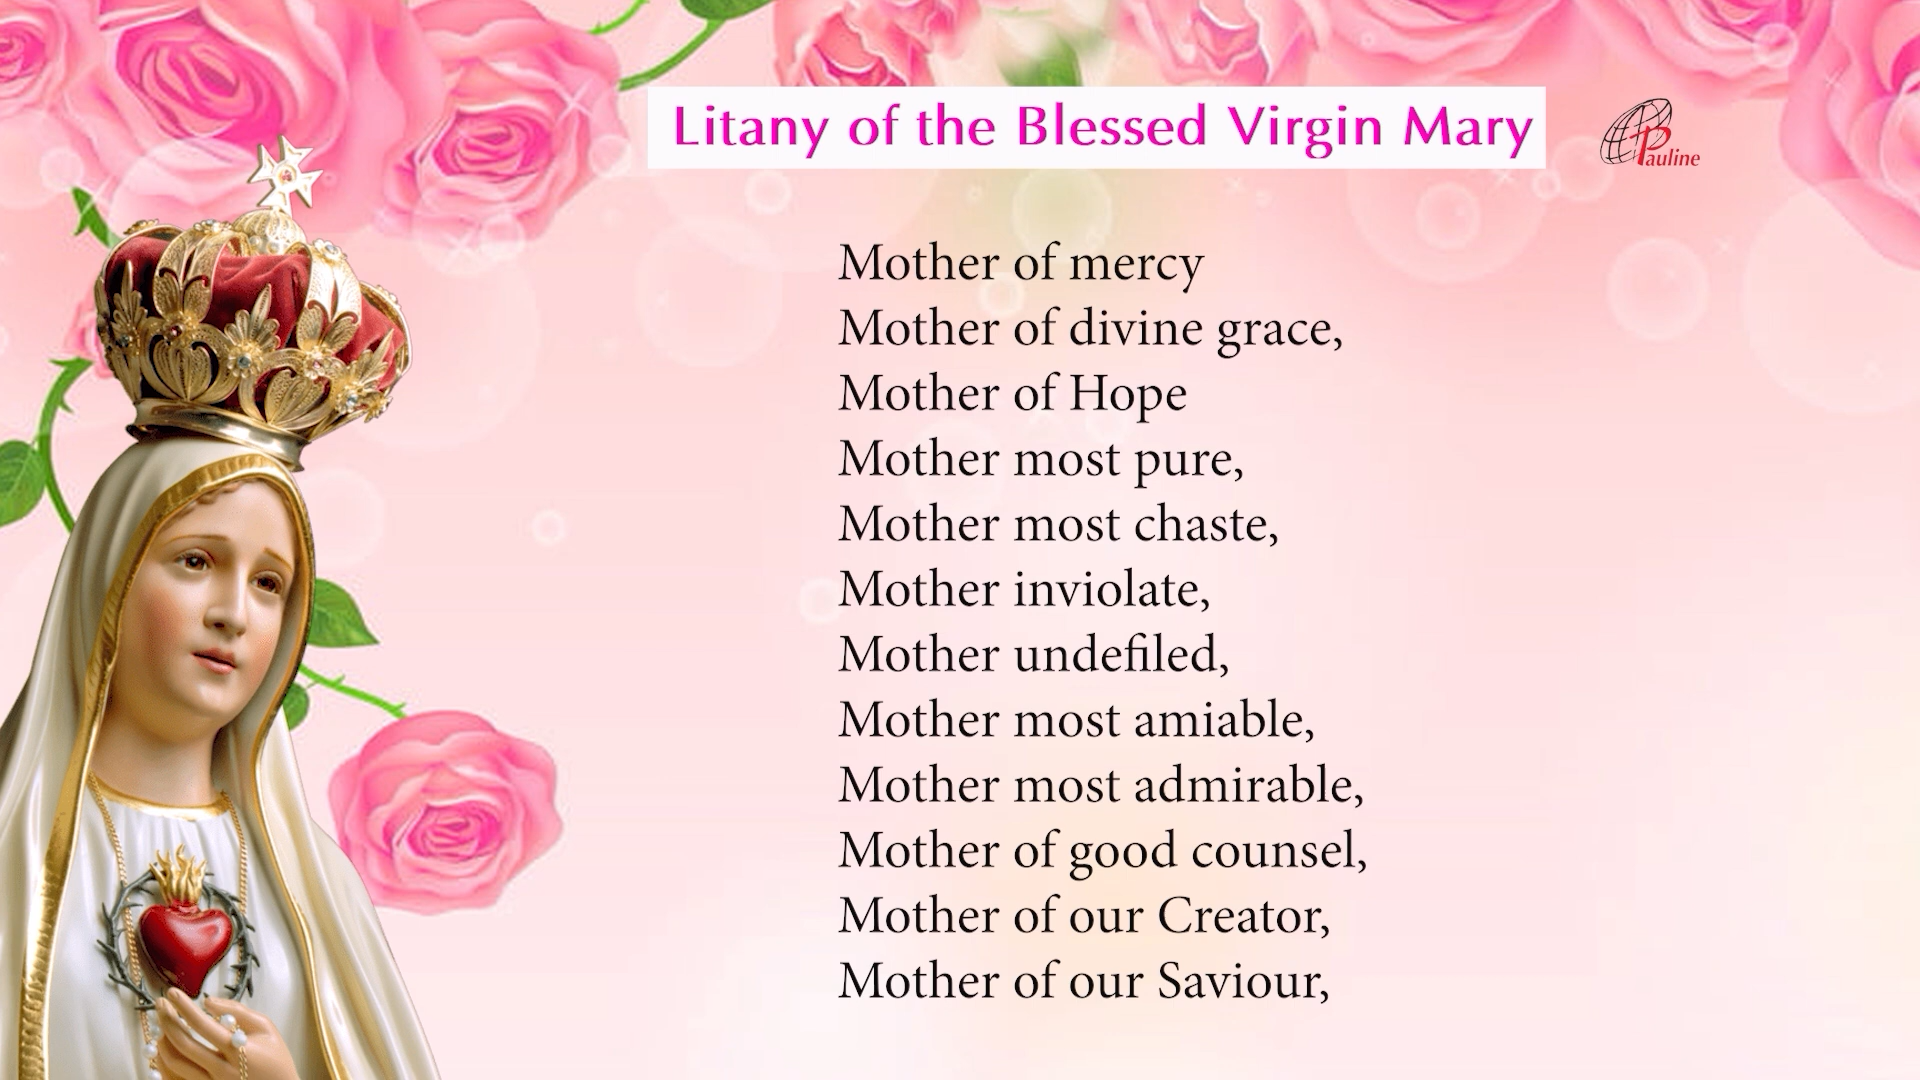 Litany of the Blessed Virgin Mary
Pauline
Mother of mercy
Mother of divine grace,
Mother of Hope
Mother most pure,
Mother most chaste,
Mother inviolate,
Mother undefiled,
Mother most amiable,
Mother most admirable,
Mother of good counsel,
Mother of our Creator,
Mother of our Saviour,